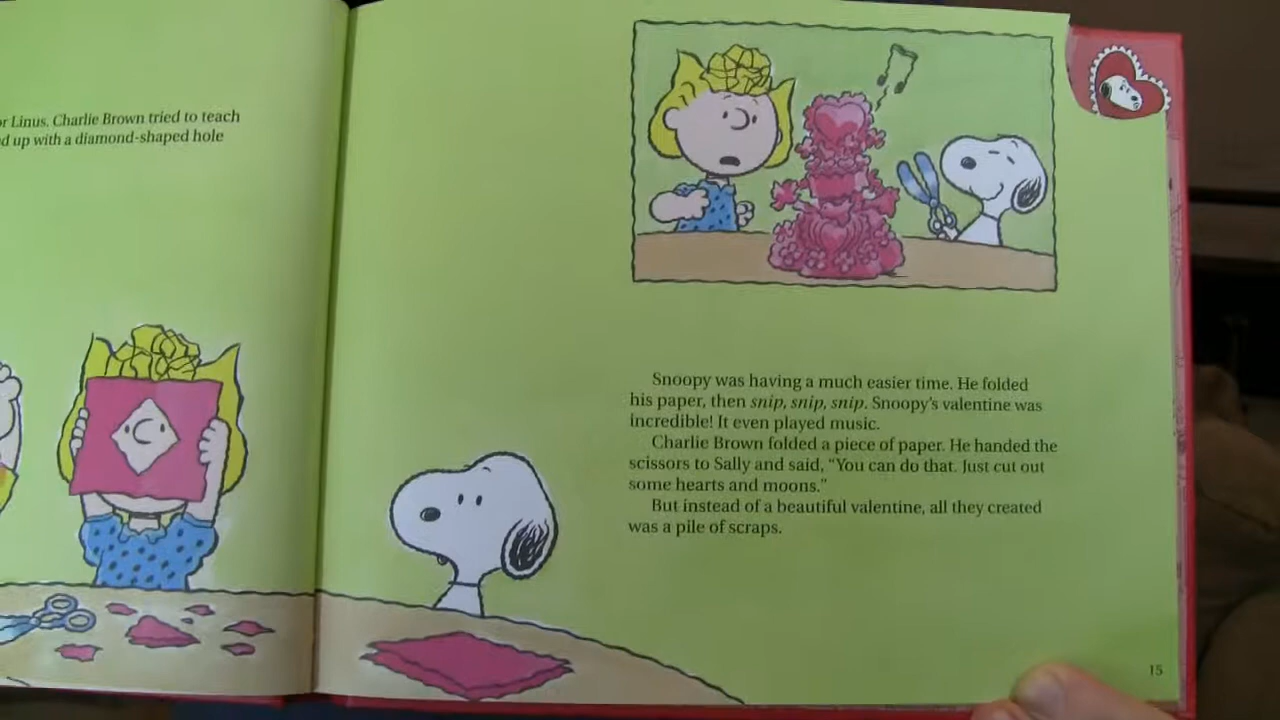 or Linus. Charlie Brown tried to teach
up with a diamond-shaped hole
Snoopy was having a much easier time. He folded
his paper, then snip, snip, snip. Snoopy's valentine was
incredible! It even played music.
Charlie Brown folded a piece of paper. He handed the
scissors to Sally and said, “You can do that. Just cut out
some hearts and moons.”
But instead of a beautiful valentine, all they created
was a pile of scraps.
15